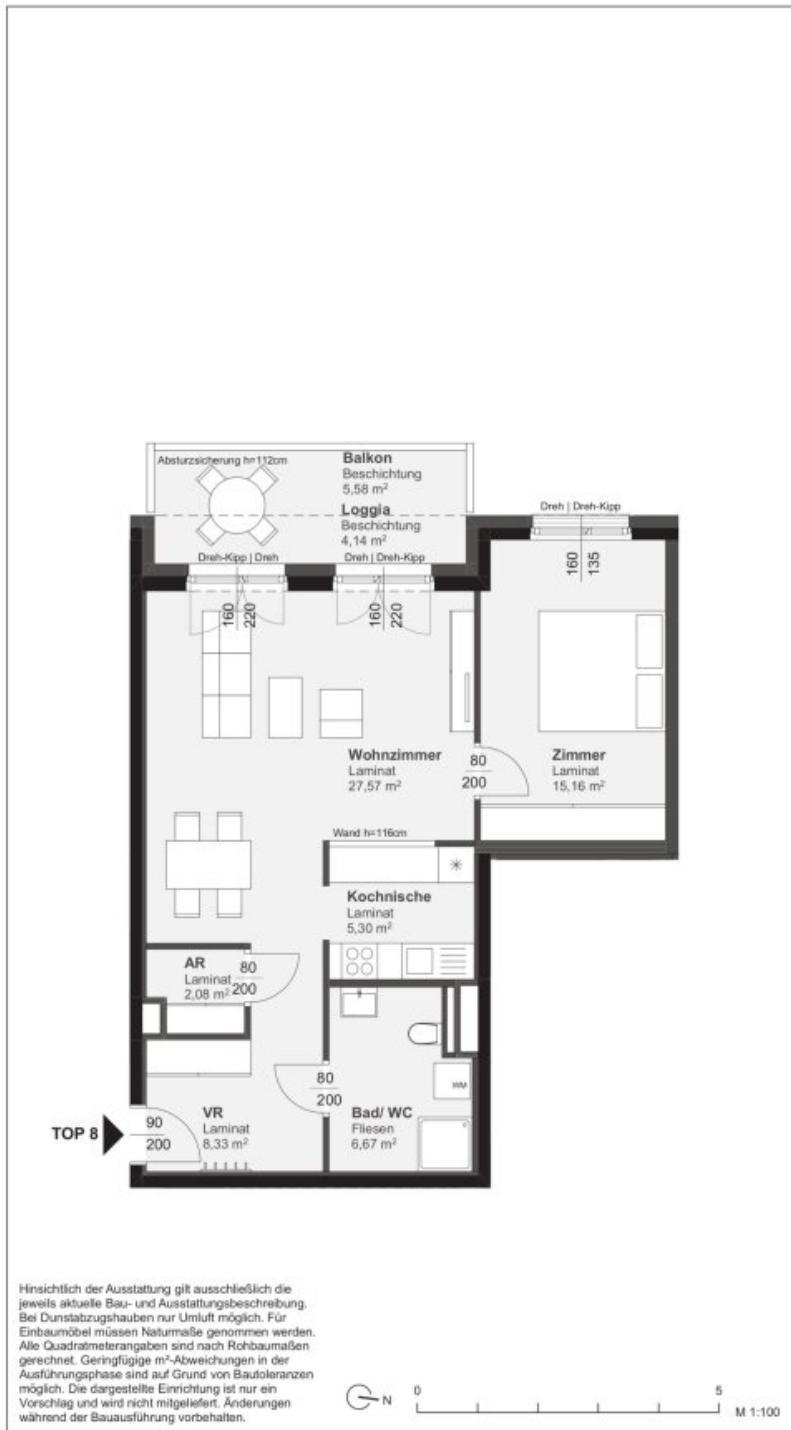 Absturzsicherung h=112cm
Balkon
Beschichtung
5,58 m²
Loggia
Beschichtung
4,14 m²
Dreh | Dreh-Kipp
Dreh-Kipp | Dreh
Dreh | Dreh-Kipp
160
135
160
220
160
220
Wohnzimmer
Laminat
27,57 m²
80
200
Zimmer
Laminat
15,16 m²
Wand h=116cm
Kochnische
Laminat
5,30 m²
AR
Laminat
2,08 m²
80
200
80
200
WM
VR
Laminat
8,33 m²
Bad/ WC
Fliesen
6,67 m²
TOP 8
90
200
Hinsichtlich der Ausstattung gilt ausschließlich die
jeweils aktuelle Bau- und Ausstattungsbeschreibung.
Bei Dunstabzugshauben nur Umluft möglich. Für
Einbaumöbel müssen Naturmaße genommen werden.
Alle Quadratmeterangaben sind nach Rohbaumaßen
gerechnet. Geringfügige m²-Abweichungen in der
Ausführungsphase sind auf Grund von Bautoleranzen
möglich. Die dargestellte Einrichtung ist nur ein
Vorschlag und wird nicht mitgeliefert. Änderungen
während der Bauausführung vorbehalten.
N
0
5
M 1:100